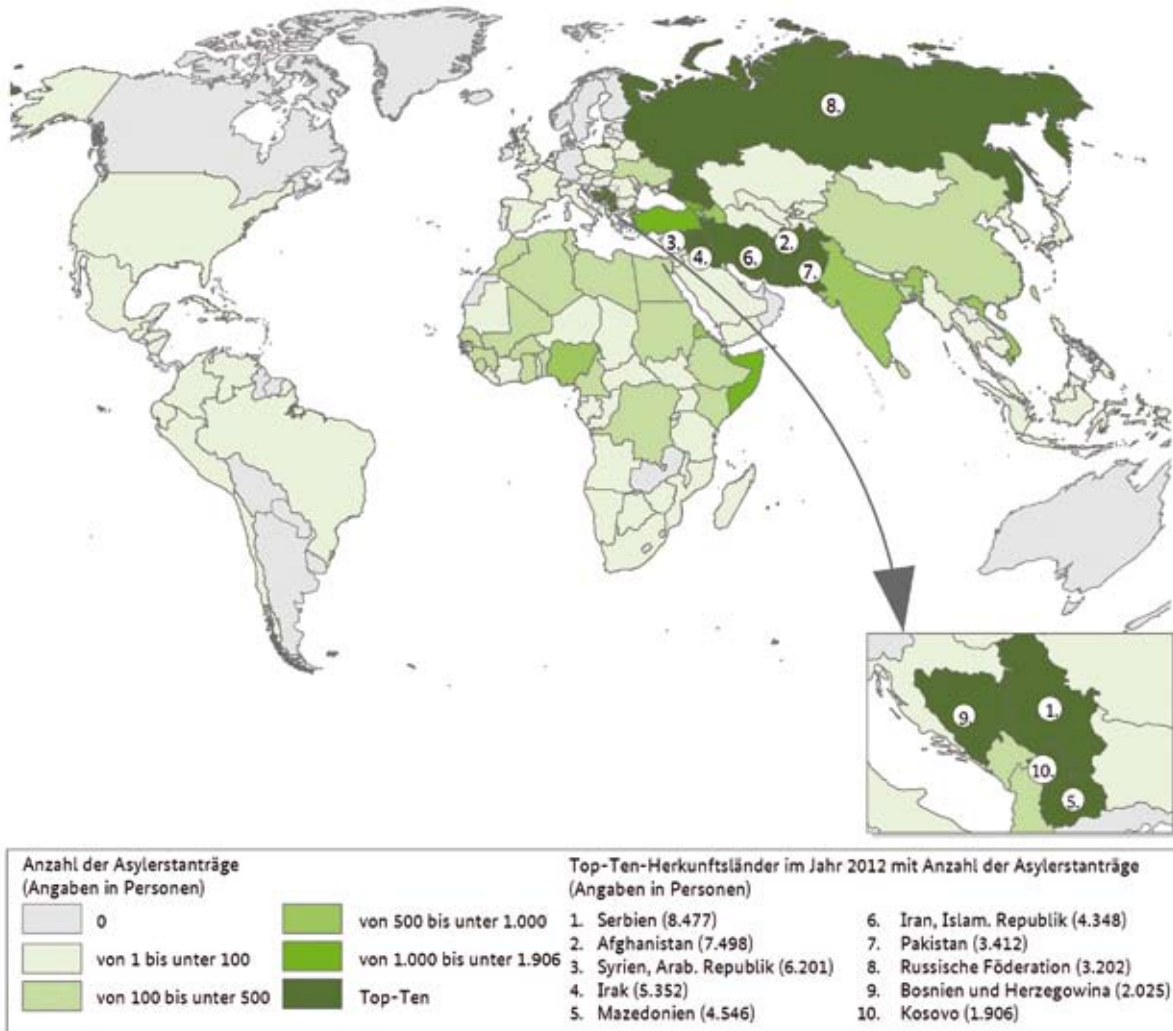 8.
3.
2.
4.
6.
7.
9.
1.
10.
5.
Anzahl der Asylerstanträge
(Angaben in Personen)
0
von 1 bis unter 100
von 100 bis unter 500
von 500 bis unter 1.000
von 1.000 bis unter 1.906
Top-Ten
Top-Ten-Herkunftsländer im Jahr 2012 mit Anzahl der Asylerstanträge
(Angaben in Personen)
1. Serbien (8.477)
2. Afghanistan (7.498)
3. Syrien, Arab. Republik (6.201)
4. Irak (5.352)
5. Mazedonien (4.546)
6. Iran, Islam. Republik (4.348)
7. Pakistan (3.412)
8. Russische Föderation (3.202)
9. Bosnien und Herzegowina (2.025)
10. Kosovo (1.906)